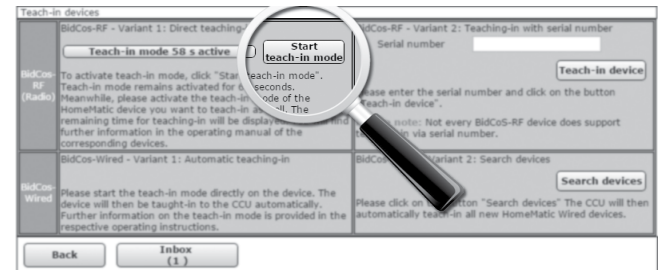 Teach-in devices
BidCos-RF - Variant 1: Direct teaching-
Teach-in mode 58 s active
Start
teach-in mode
To activate teach-in mode, click "Start teach-in mode".
Teach-in mode remains activated for 6 seconds.
Meanwhile, please activate the teach-in mode of the
HomeMatic device you want to teach-in as well. The
remaining time for teaching-in will be displayed. find
further information in the operating manual of the
corresponding devices.
BidCos-
RF
(Radio)
BidCos-RF - Variant 2: Teaching-in with serial number
Serial number
Teach-in device
Please enter the serial number and click on the button
"Teach-in device".
note: Not every BidCoS-RF device does support
via serial number.
BidCos-
Wired
BidCos-Wired - Variant 1: Automatic teaching-in
Please start the teach-in mode directly on the device. The
device will then be taught-in to the CCU automatically.
Further information on the teach-in mode is provided in the
respective operating instructions.
Variant 2: Search devices
Search devices
Please click on button "Search devices" The CCU will then
automatically teach-in all new HomeMatic Wired devices.
Back
Inbox
(1 )